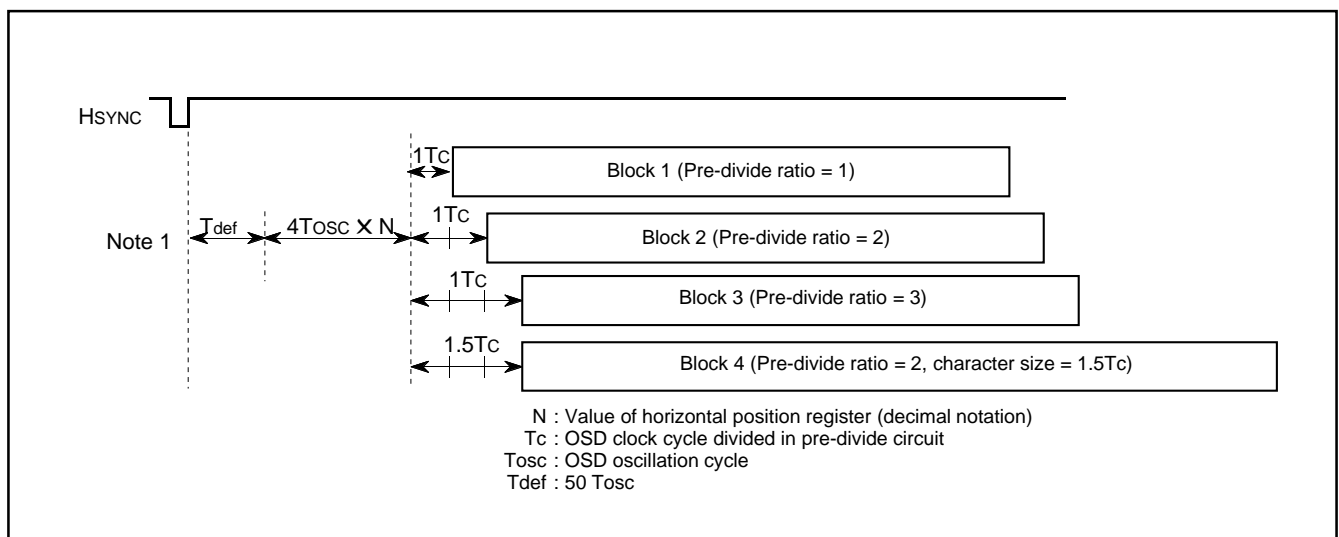 HSYNC
1TC
Block 1 (Pre-divide ratio = 1)
Note 1
Tdef
4TOSC × N
1TC
Block 2 (Pre-divide ratio = 2)
1TC
Block 3 (Pre-divide ratio = 3)
1.5TC
Block 4 (Pre-divide ratio = 2, character size = 1.5Tc)
N : Value of horizontal position register (decimal notation)
Tc : OSD clock cycle divided in pre-divide circuit
Tosc : OSD oscillation cycle
Tdef : 50 Tosc